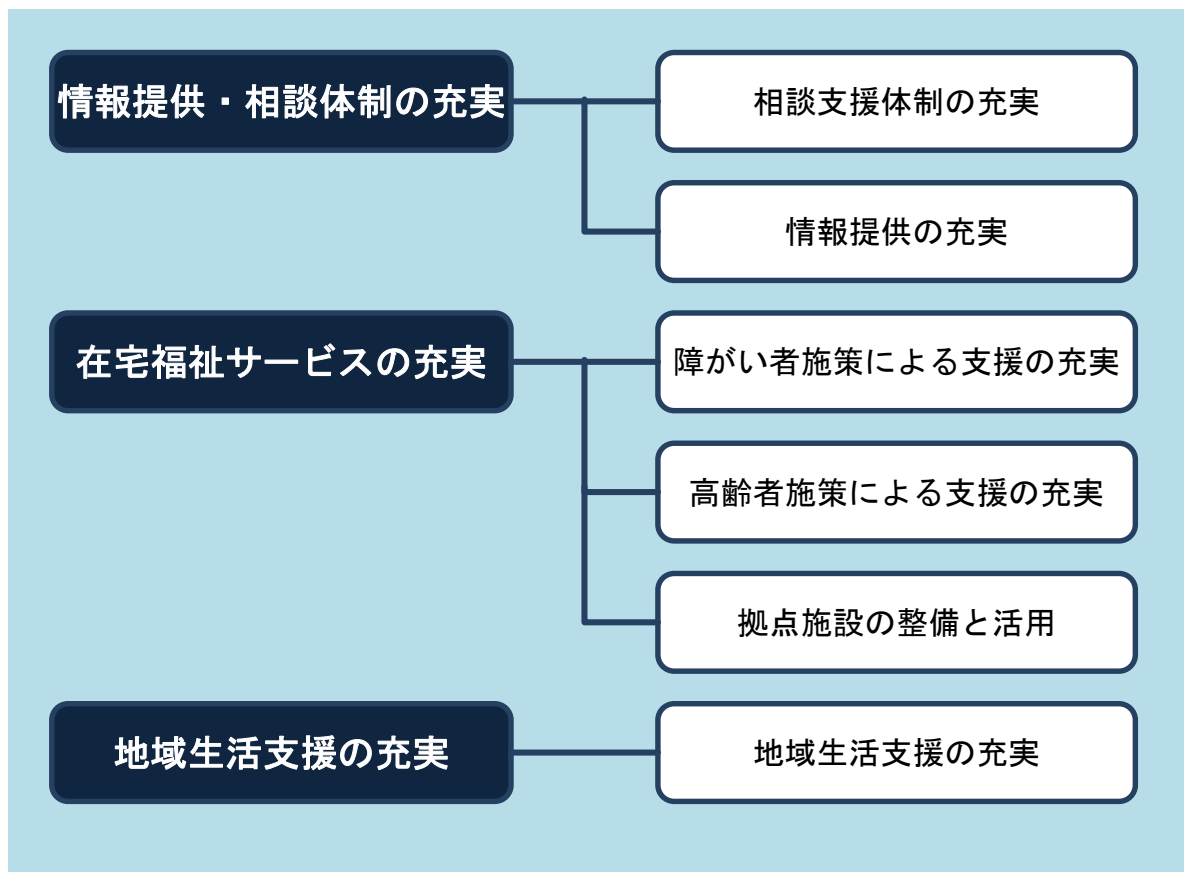 情報提供・相談体制の充実
相談支援体制の充実
情報提供の充実
在宅福祉サービスの充実
障がい者施策による支援の充実
高齢者施策による支援の充実
拠点施設の整備と活用
地域生活支援の充実
地域生活支援の充実